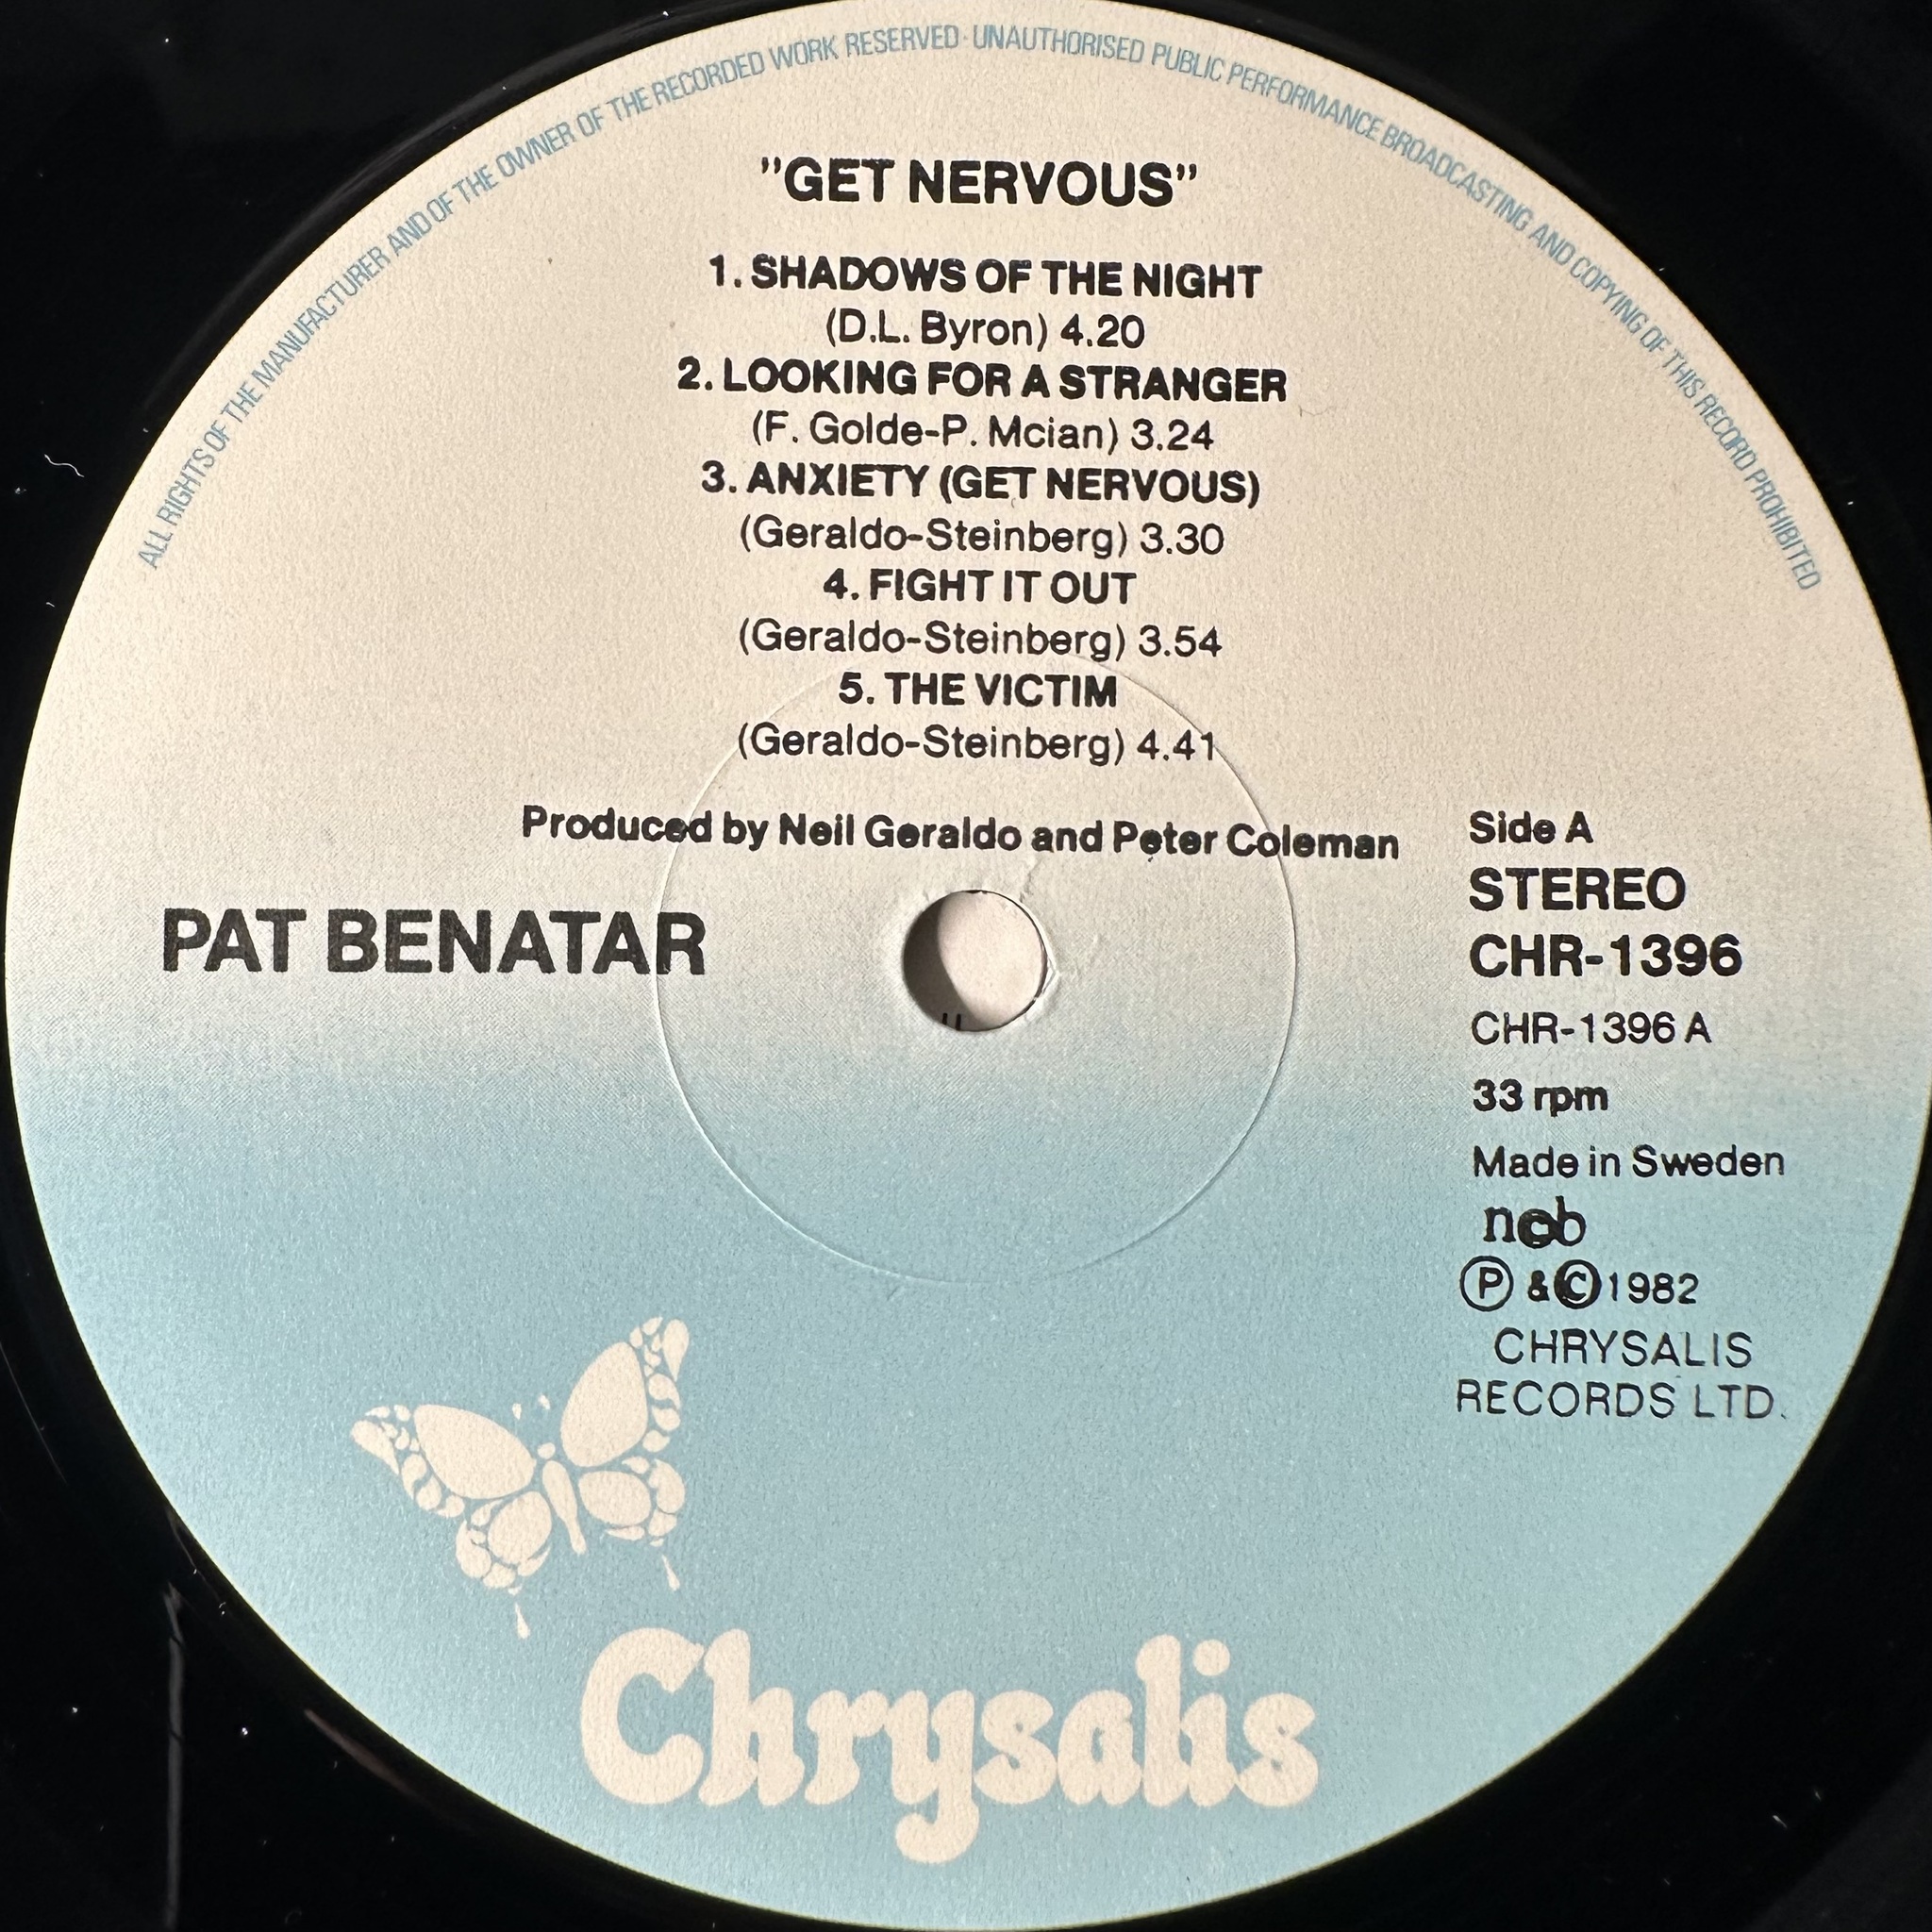 ALL RIGHTS OF THE MANUFACTURER AND OF THE OWNER OF THE RECORDED WORK RESERVED · UNAUTHORISED PUBLIC PERFORMANCE BROADCASTING AND COPYING OF THIS RECORD PROHIBITED
”GET NERVOUS”
1. SHADOWS OF THE NIGHT
(D.L. Byron) 4.20
2. LOOKING FOR A STRANGER
(F. Golde-P. Mcian) 3.24
3. ANXIETY (GET NERVOUS)
(Geraldo-Steinberg) 3.30
4. FIGHT IT OUT
(Geraldo-Steinberg) 3.54
5. THE VICTIM
(Geraldo-Steinberg) 4.41
Produced by Neil Geraldo and Peter Coleman
PAT BENATAR
Side A
STEREO
CHR-1396
CHR-1396 A
33 rpm
Made in Sweden
ncb
Ⓟ & © 1982
CHRYSALIS
RECORDS LTD.
Chrysalis